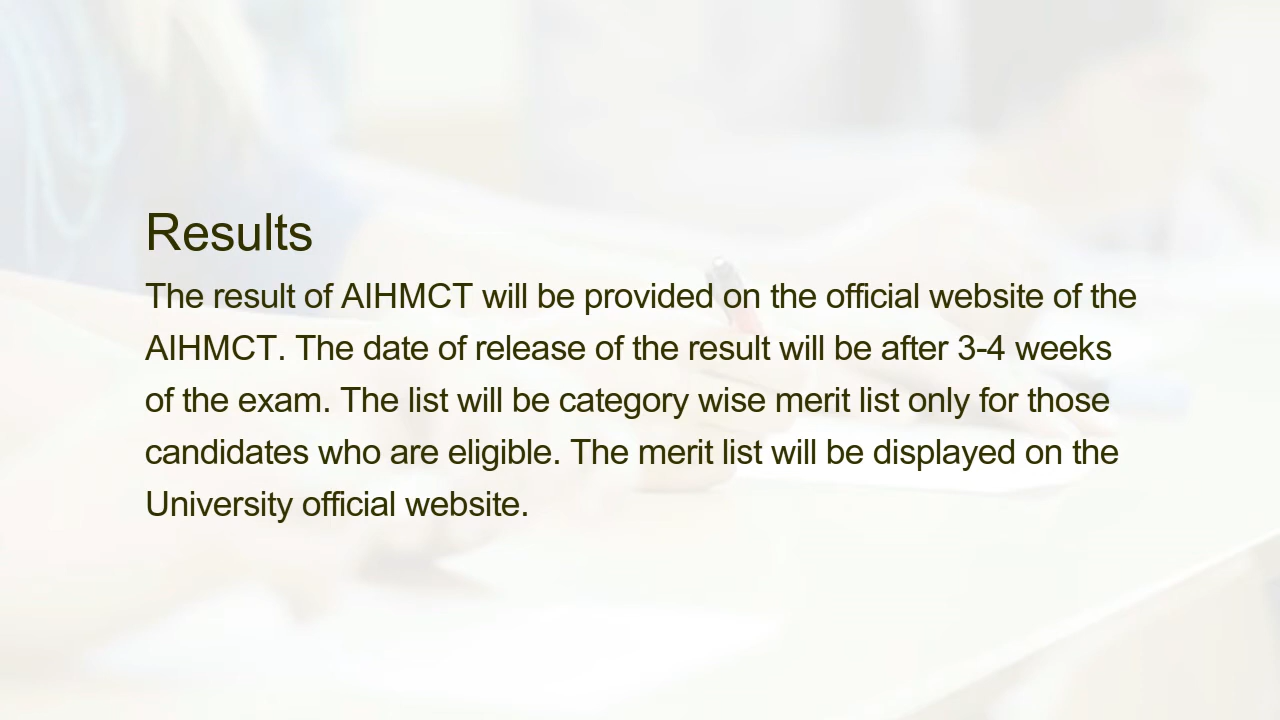 Results
The result of AIHMCT will be provided on the official website of the
AIHMCT. The date of release of the result will be after 3-4 weeks
of the exam. The list will be category wise merit list only for those
candidates who are eligible. The merit list will be displayed on the
University official website.